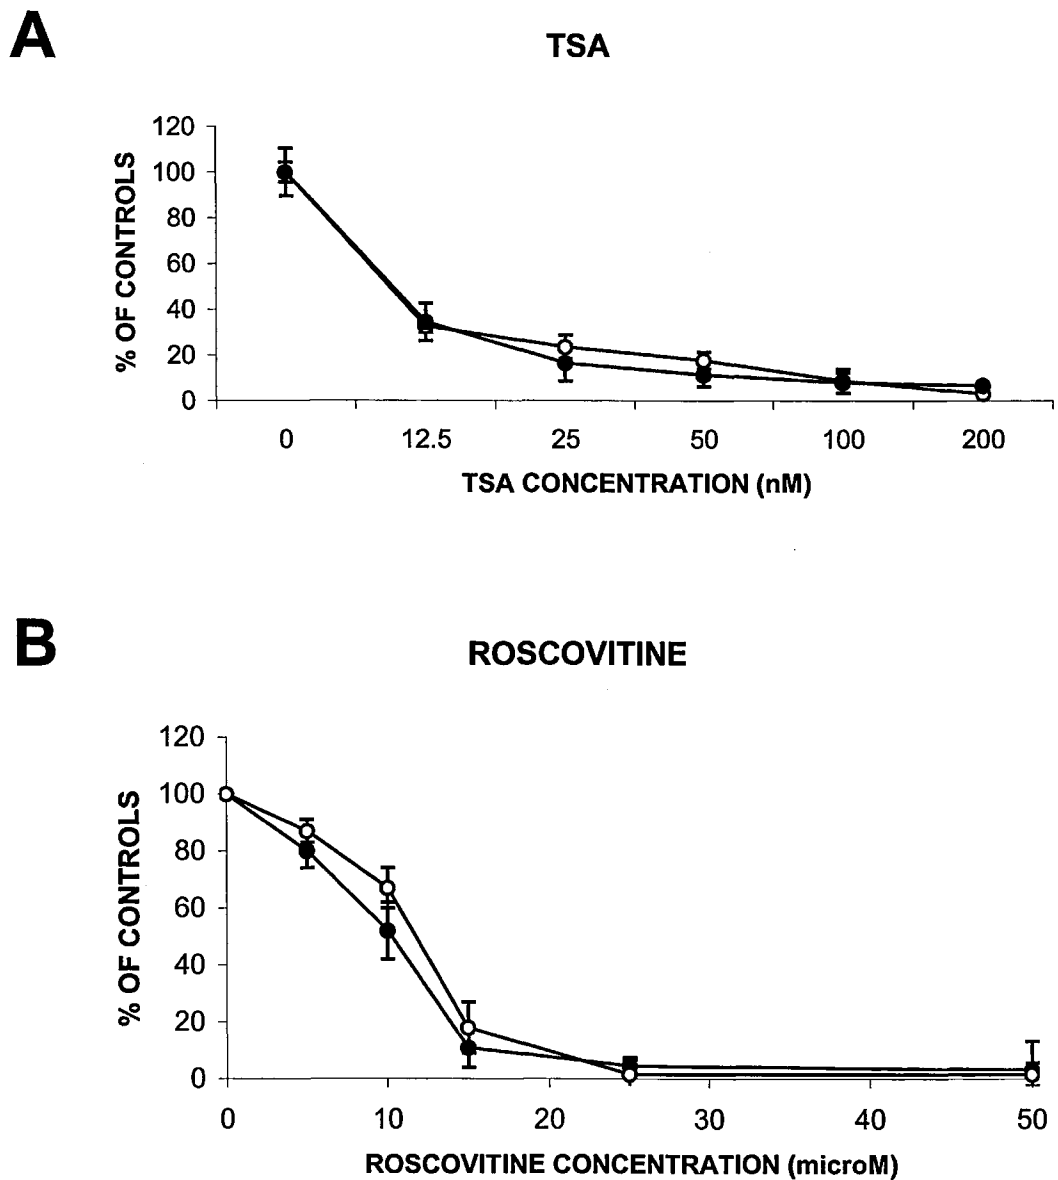 A
TSA
120
100
80
60
40
20
0
% OF CONTROLS
0 12.5 25 50 100 200
TSA CONCENTRATION (nM)
B
ROSCOVITINE
120
100
80
60
40
20
0
% OF CONTROLS
0 10 20 30 40 50
ROSCOVITINE CONCENTRATION (microM)